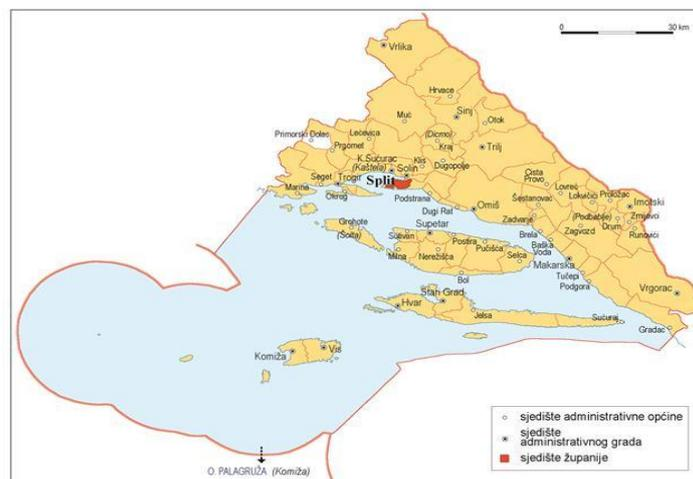 0 30 km
Vrlika
Hrvace
Sinj
Otok
Muć
Primorski Dolac
Lećevica
Prgomet
(Dicmo)
Kraj
Trilj
K.Sućurac
(Kaštela)
Klis
Solin
Dugopolje
Split
Seget
Trogir
Marina
Okrug
Podstrana
Dugi Rat
Omiš
Cista
Provo
Lovreć
Lokvičići
Proložac
Imotski
Šestanovac
Zadvarje
(Podbablje)
Drum
Zmijavci
Runovići
Zagvozd
Grohote
(Šolta)
Supetar
Sutivan
Postira
Pučišća
Milna
Nerežišća
Selca
Bol
Brela
Baška
Voda
Makarska
Tučepi
Podgora
Vrgorac
Stari Grad
Hvar
Jelsa
Sućuraj
Gradac
Komiža
Vis
O. PALAGRUŽA (Komiža)
sjedište administrativne općine
sjedište
administrativnog grada
sjedište županije